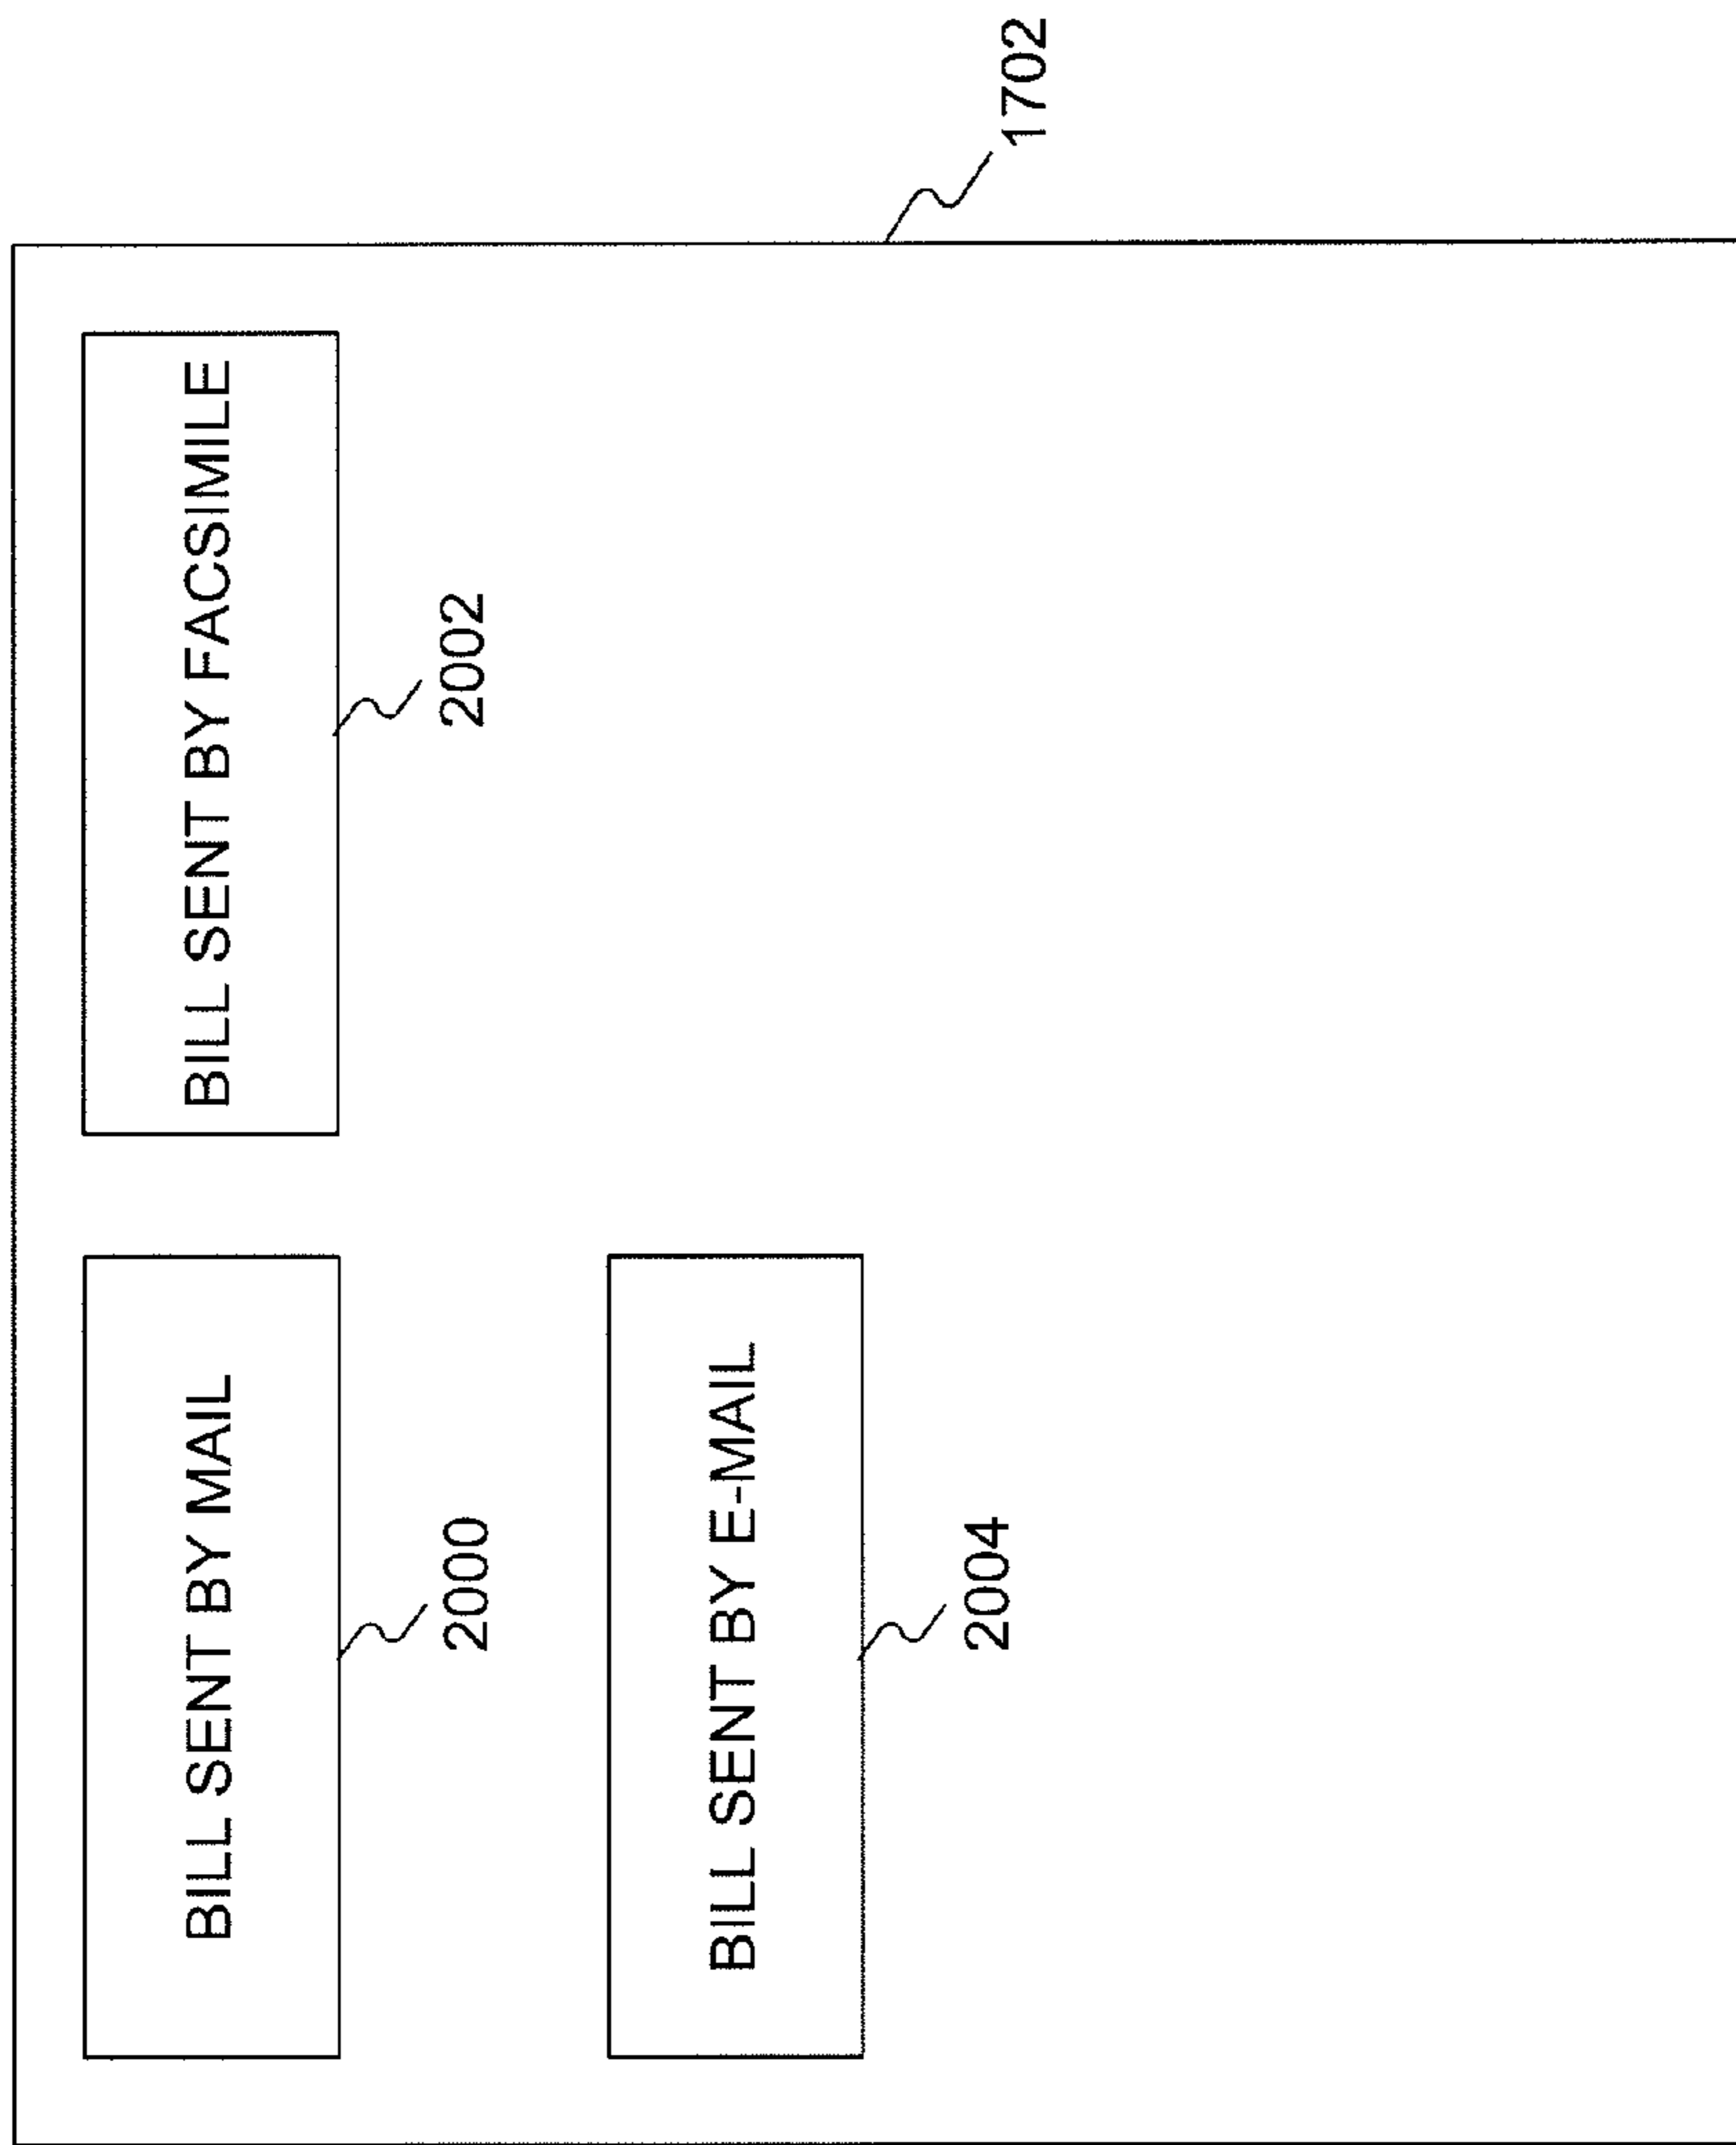 BILL SENT BY MAIL
2000
BILL SENT BY FACSIMILE
2002
BILL SENT BY E-MAIL
2004
1702